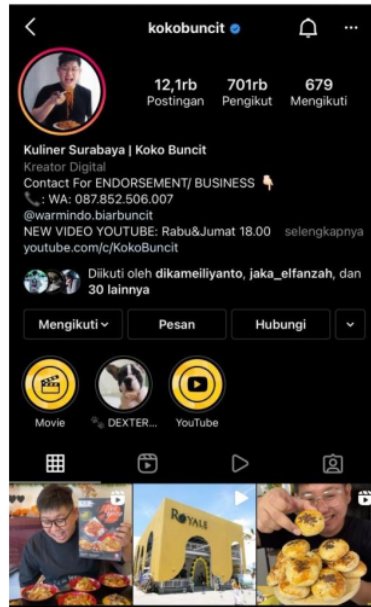 kokobuncit
12,1rb 701rb 679
Postingan Pengikut Mengikuti
Kuliner Surabaya | Koko Buncit
Kreator Digital
Contact For ENDORSEMENT/ BUSINESS 👇🏻
📞: WA: 087.852.506.007
@warmindo.biarbuncit
NEW VIDEO YOUTUBE: Rabu&Jumat 18.00 selengkapnya
youtube.com/c/KokoBuncit
Diikuti oleh dikameiliyanto, jaka_elfanzah, dan
30 lainnya
Mengikuti Pesan Hubungi
Movie 🐾 DEXTER... YouTube
ROYALE